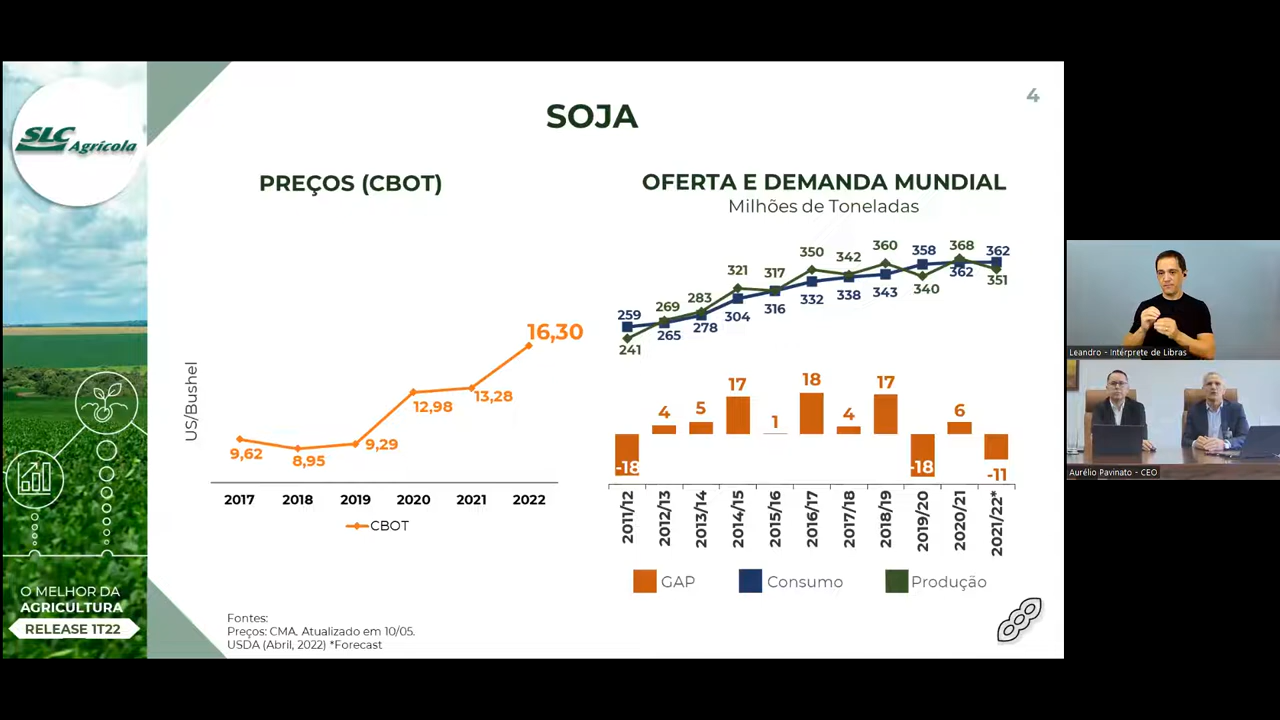 4
SLC
Agrícola
SOJA
PREÇOS (CBOT)
US/Bushel
16,30
12,98
13,28
9,62
8,95
9,29
2017 2018 2019 2020 2021 2022
CBOT
OFERTA E DEMANDA MUNDIAL
Milhões de Toneladas
259 269 283 321 317 350 342 360 358 368 362
241 265 278 304 316 332 338 343 340 362 351
-18 4 5 17 1 18 4 17 -18 6 -11
2011/12 2012/13 2013/14 2014/15 2015/16 2016/17 2017/18 2018/19 2019/20 2020/21 2021/22*
GAP Consumo Produção
O MELHOR DA
AGRICULTURA
RELEASE 1T22
Fontes:
Preços: CMA. Atualizado em 10/05.
USDA (Abril, 2022) *Forecast
Leandro - Intérprete de Libras
Aurélio Pavinato - CEO